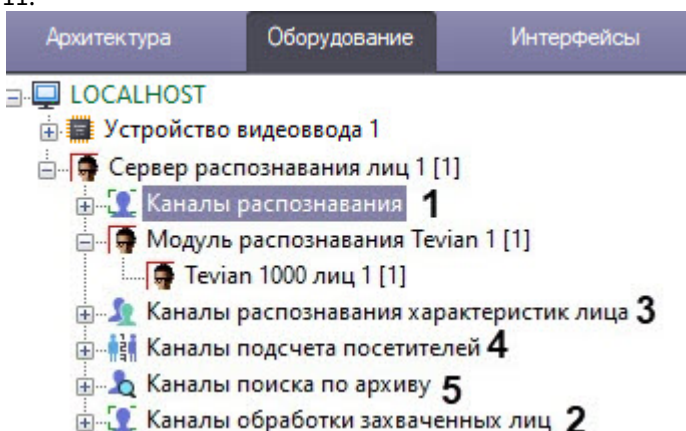 11.
Архитектура Оборудование Интерфейсы
LOCALHOST
Устройство видеоввода 1
Сервер распознавания лиц 1 [1]
Каналы распознавания 1
Модуль распознавания Tevian 1 [1]
Tevian 1000 лиц 1 [1]
Каналы распознавания характеристик лица 3
Каналы подсчета посетителей 4
Каналы поиска по архиву 5
Каналы обработки захваченных лиц 2